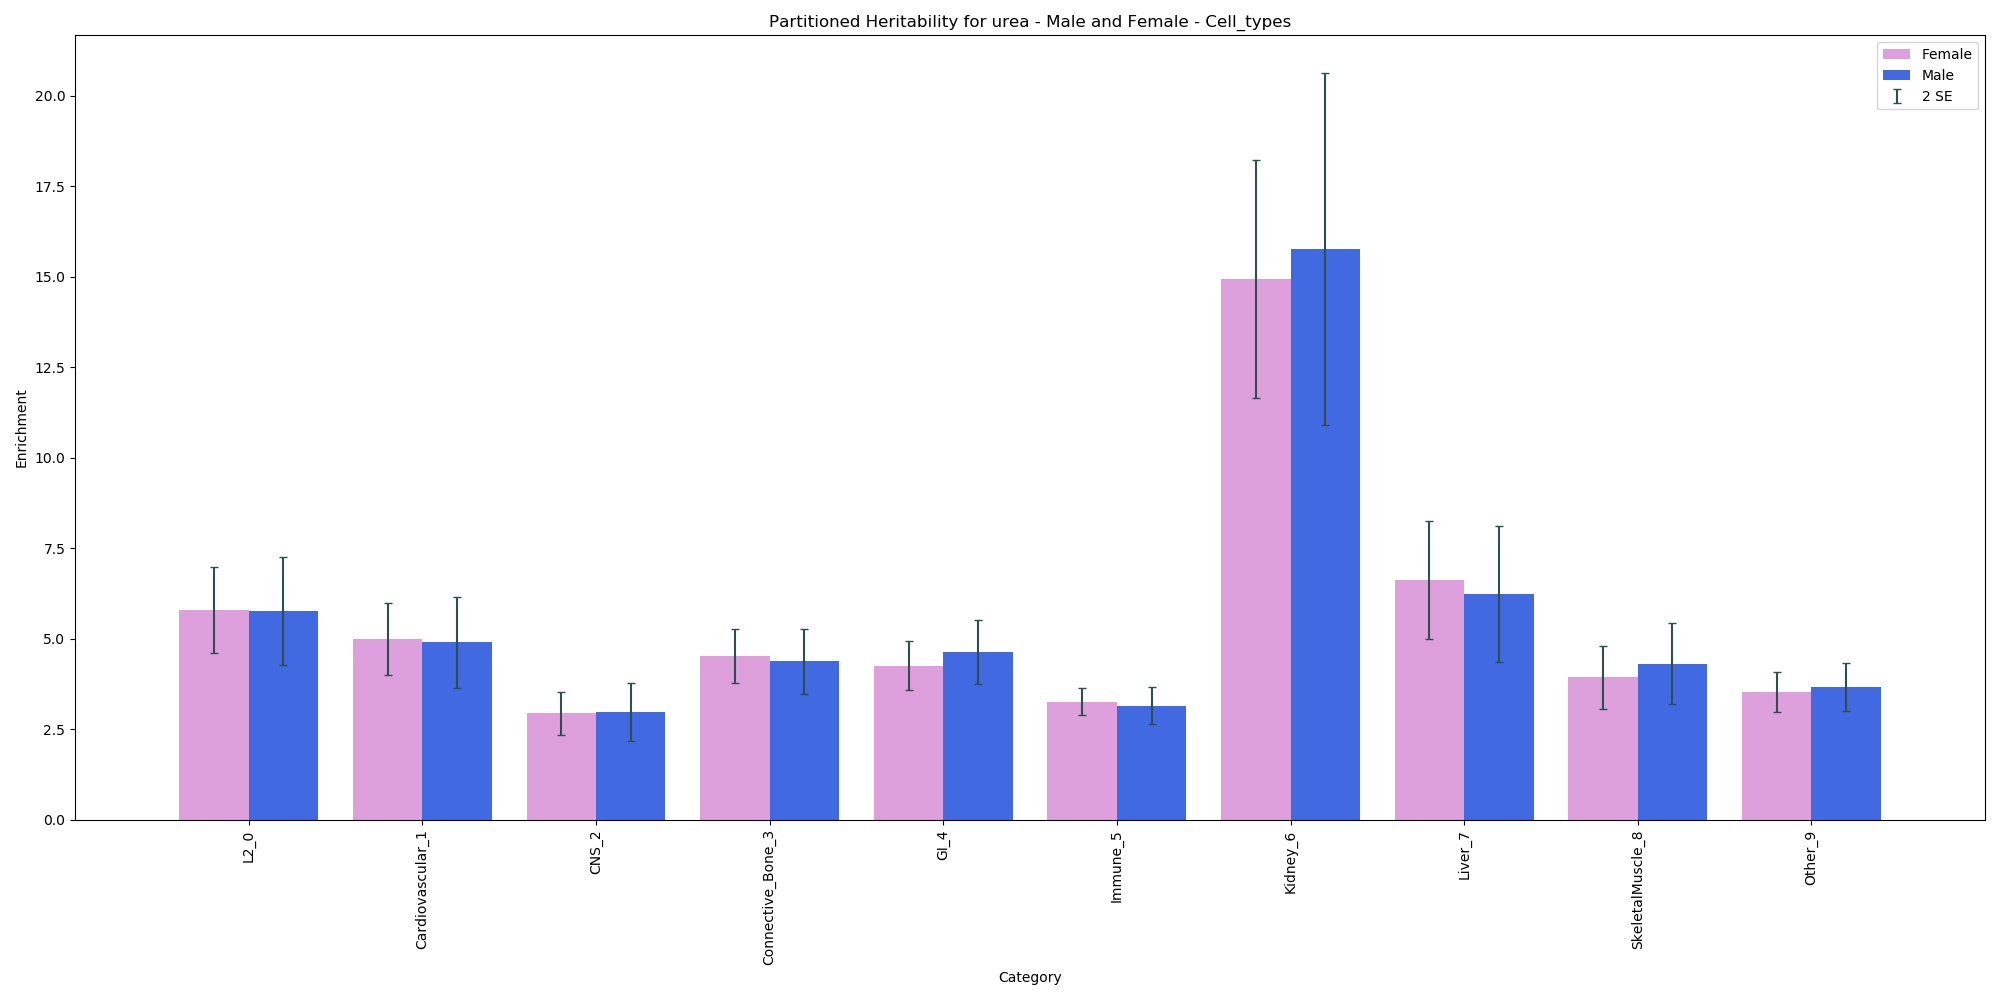 Partitioned Heritability for urea - Male and Female - Cell_types
Female
Male
2 SE
Enrichment
20.0
17.5
15.0
12.5
10.0
7.5
5.0
2.5
0.0
L2_0
Cardiovascular_1
CNS_2
Connective_Bone_3
GI_4
Immune_5
Kidney_6
Liver_7
SkeletalMuscle_8
Other_9
Category